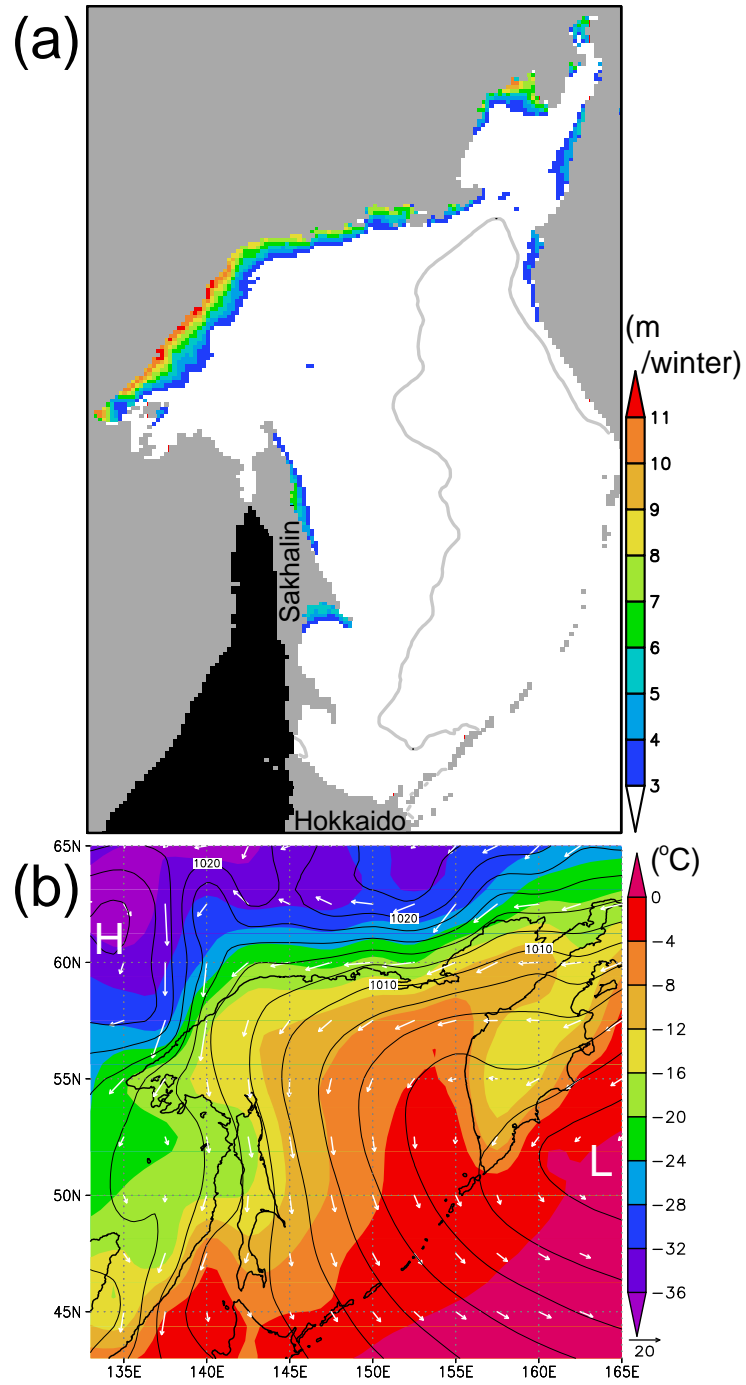 (a)
(m
/winter)
11
10
9
8
7
6
5
4
3
Sakhalin
Hokkaido
(b)
65N
60N
55N
50N
45N
135E
140E
145E
150E
155E
160E
165E
1020
1020
H
1010
1010
L
(°C)
0
−4
−8
−12
−16
−20
−24
−28
−32
−36
20